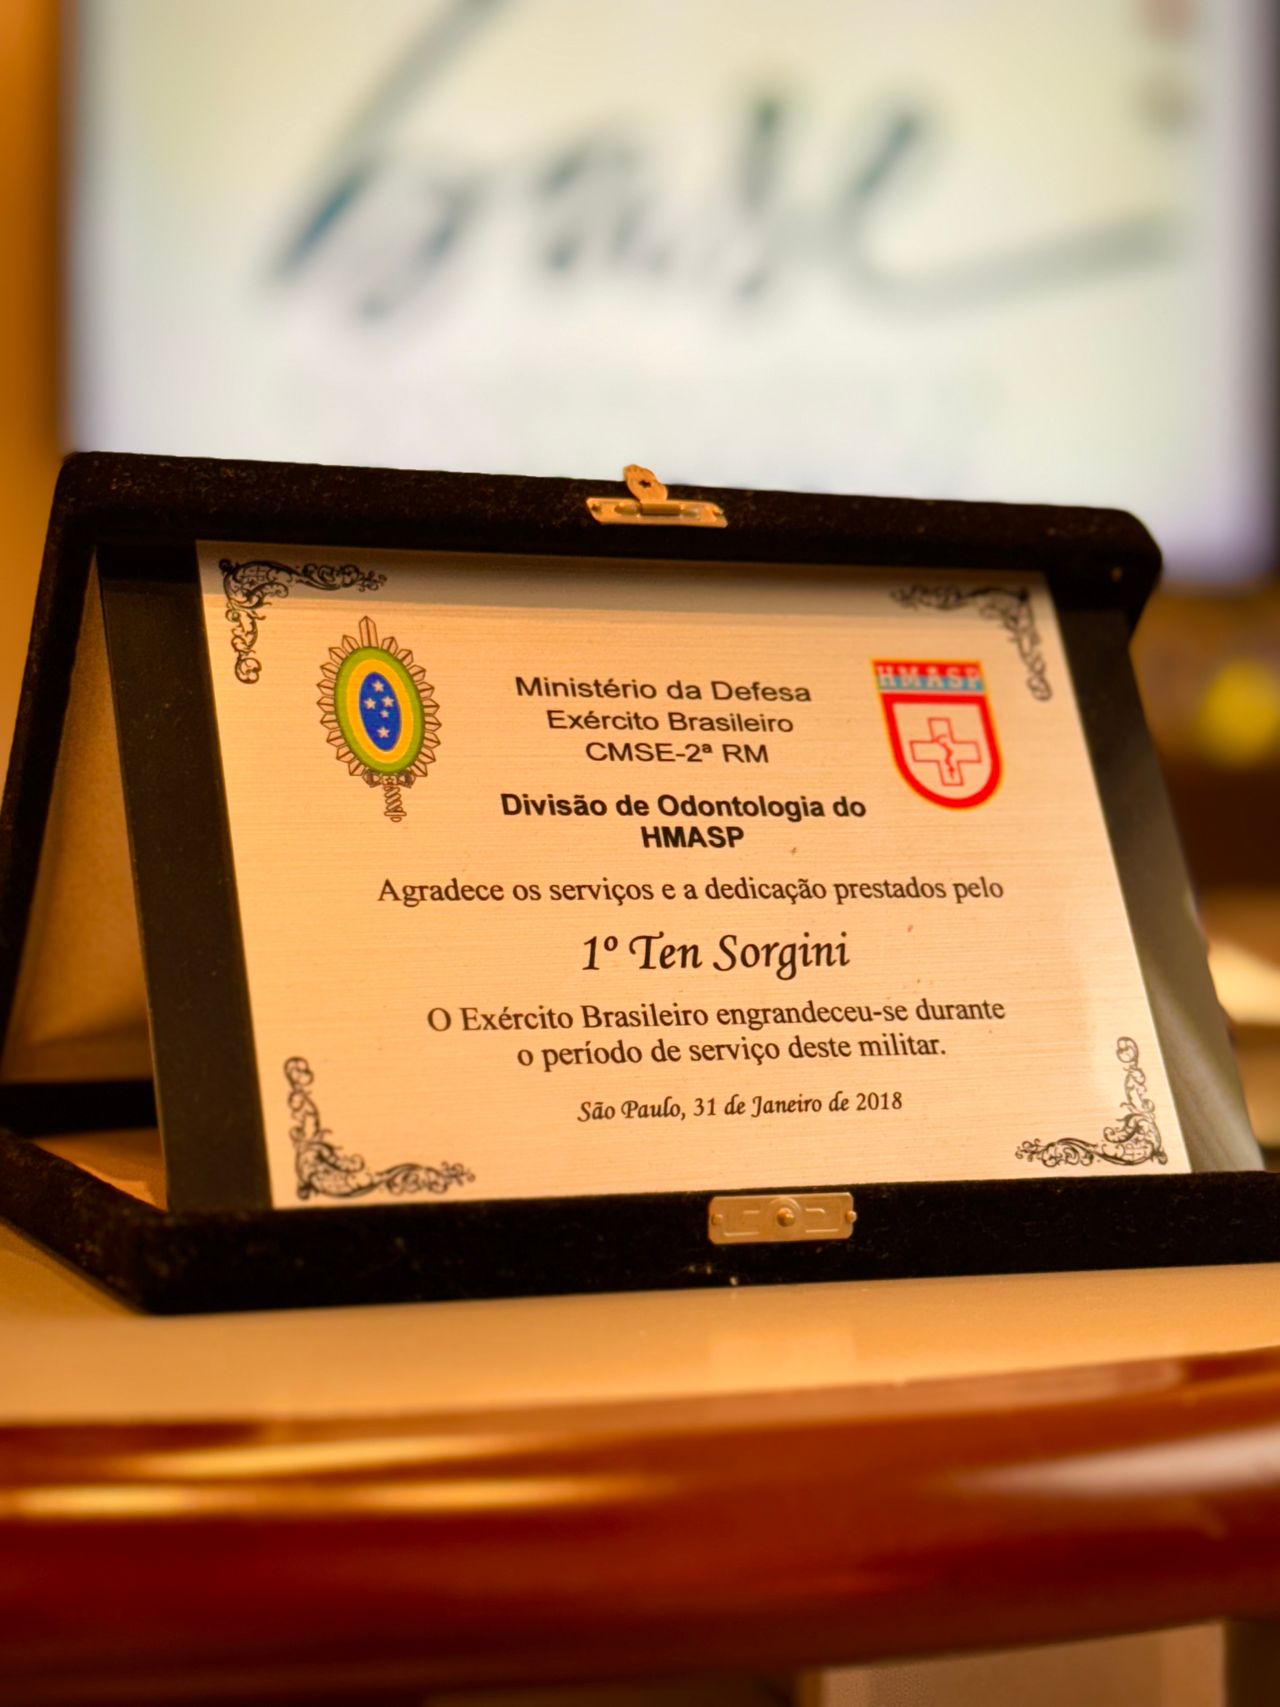 HMASP
Ministério da Defesa
Exército Brasileiro
CMSE-2ª RM
Divisão de Odontologia do
HMASP
Agradece os serviços e a dedicação prestados pelo
1º Ten Sorgini
O Exército Brasileiro engrandeceu-se durante
o período de serviço deste militar.
São Paulo, 31 de Janeiro de 2018